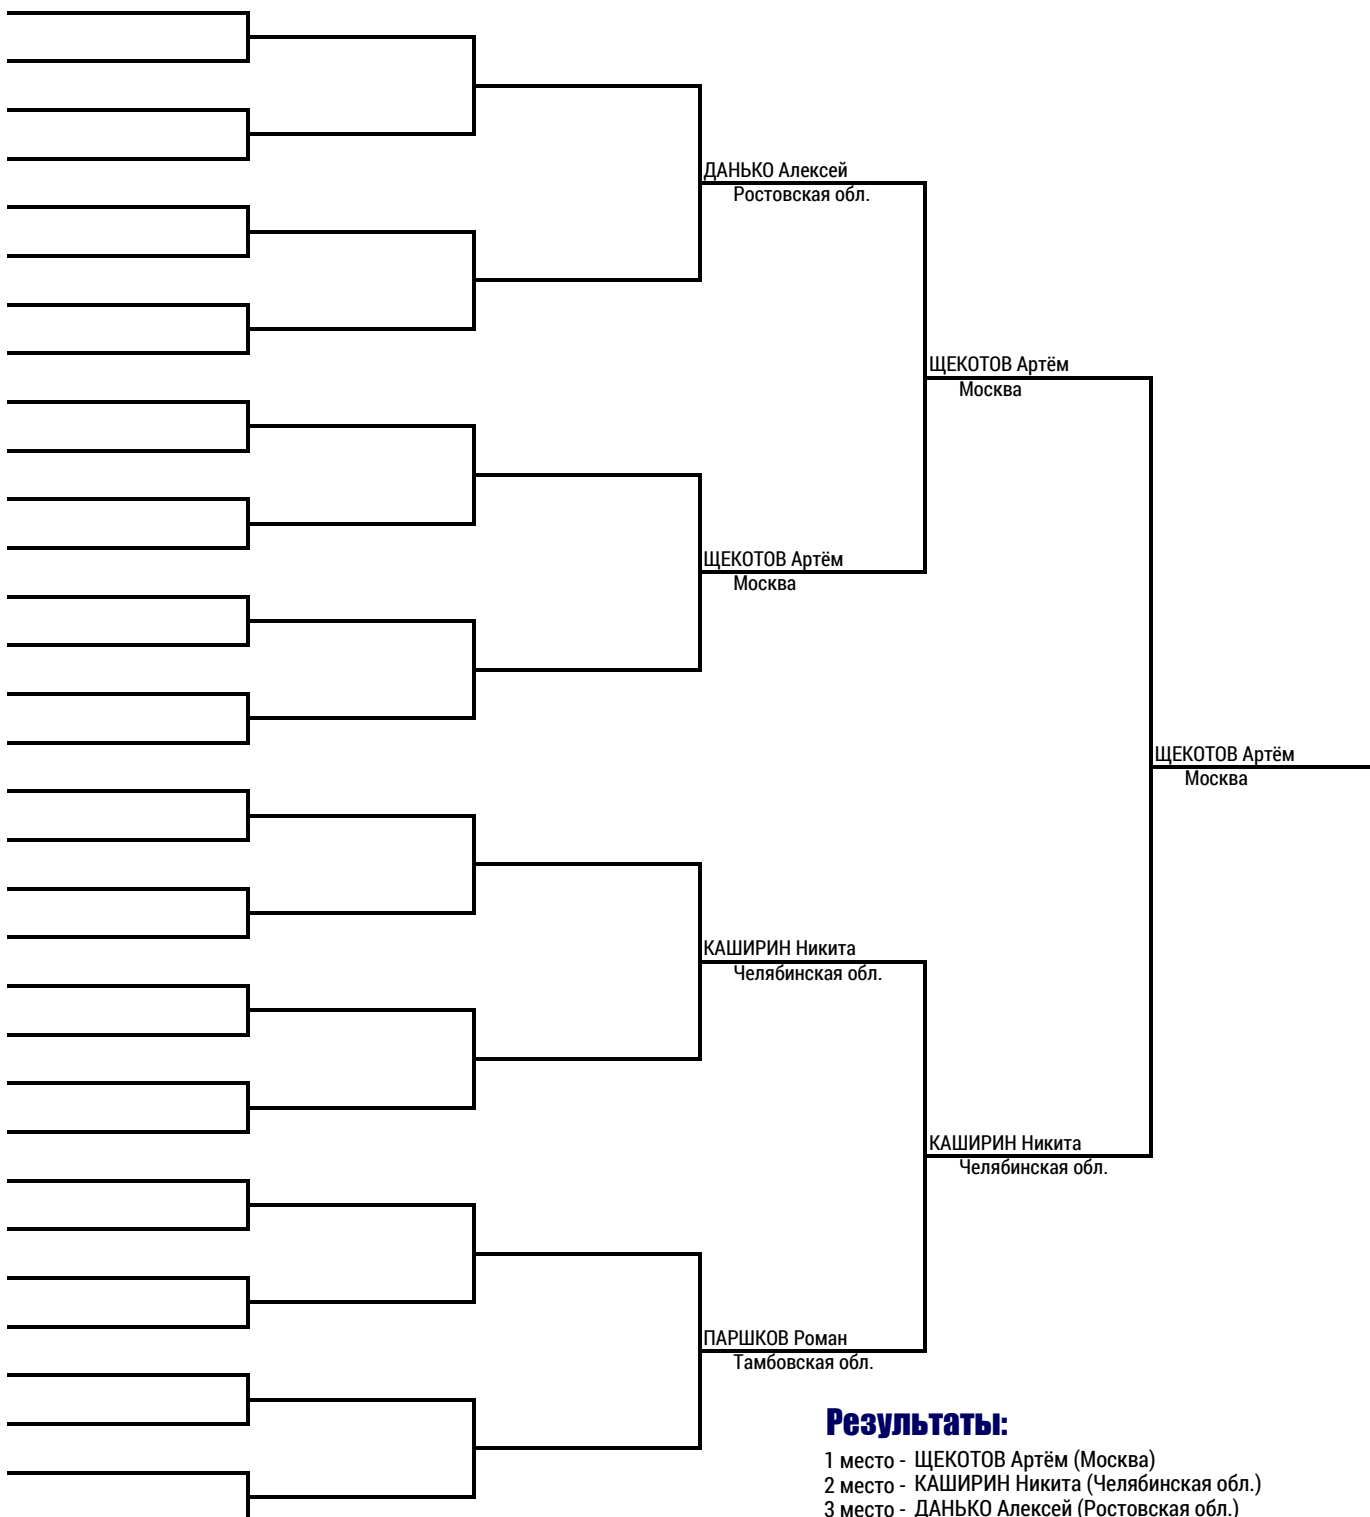 ДАНЬКО Алексей
Ростовская обл.
ЩЕКОТОВ Артём
Москва
ЩЕКОТОВ Артём
Москва
ЩЕКОТОВ Артём
Москва
КАШИРИН Никита
Челябинская обл.
КАШИРИН Никита
Челябинская обл.
ПАРШКОВ Роман
Тамбовская обл.
Результаты:
1 место - ЩЕКОТОВ Артём (Москва)
2 место - КАШИРИН Никита (Челябинская обл.)
3 место - ДАНЬКО Алексей (Ростовская обл.)